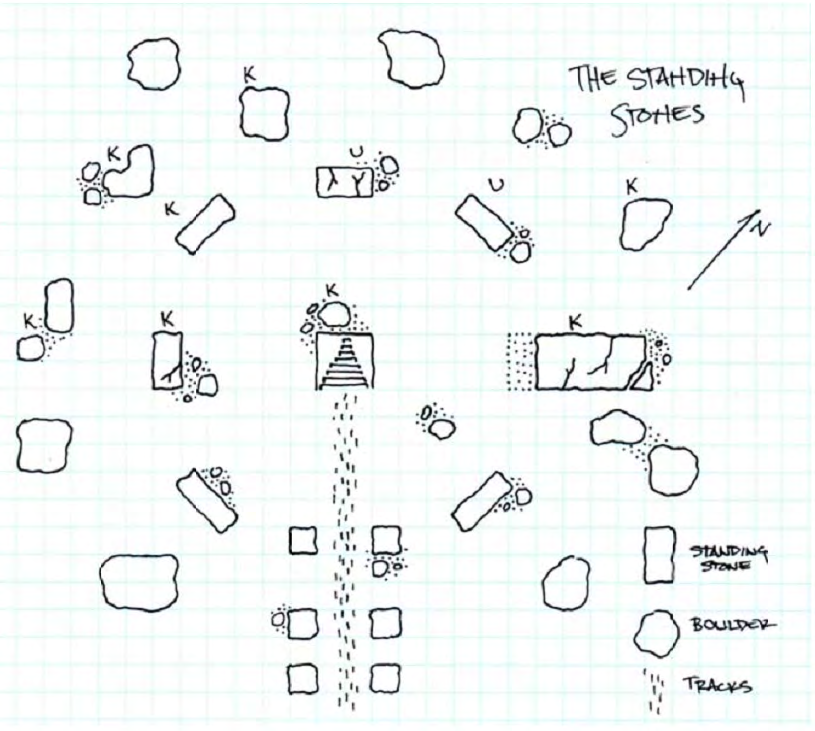 THE STANDING
STONES
K
K
U
K
U
K
N
K
K
K
K
STANDING
STONE
BOULDER
TRACKS